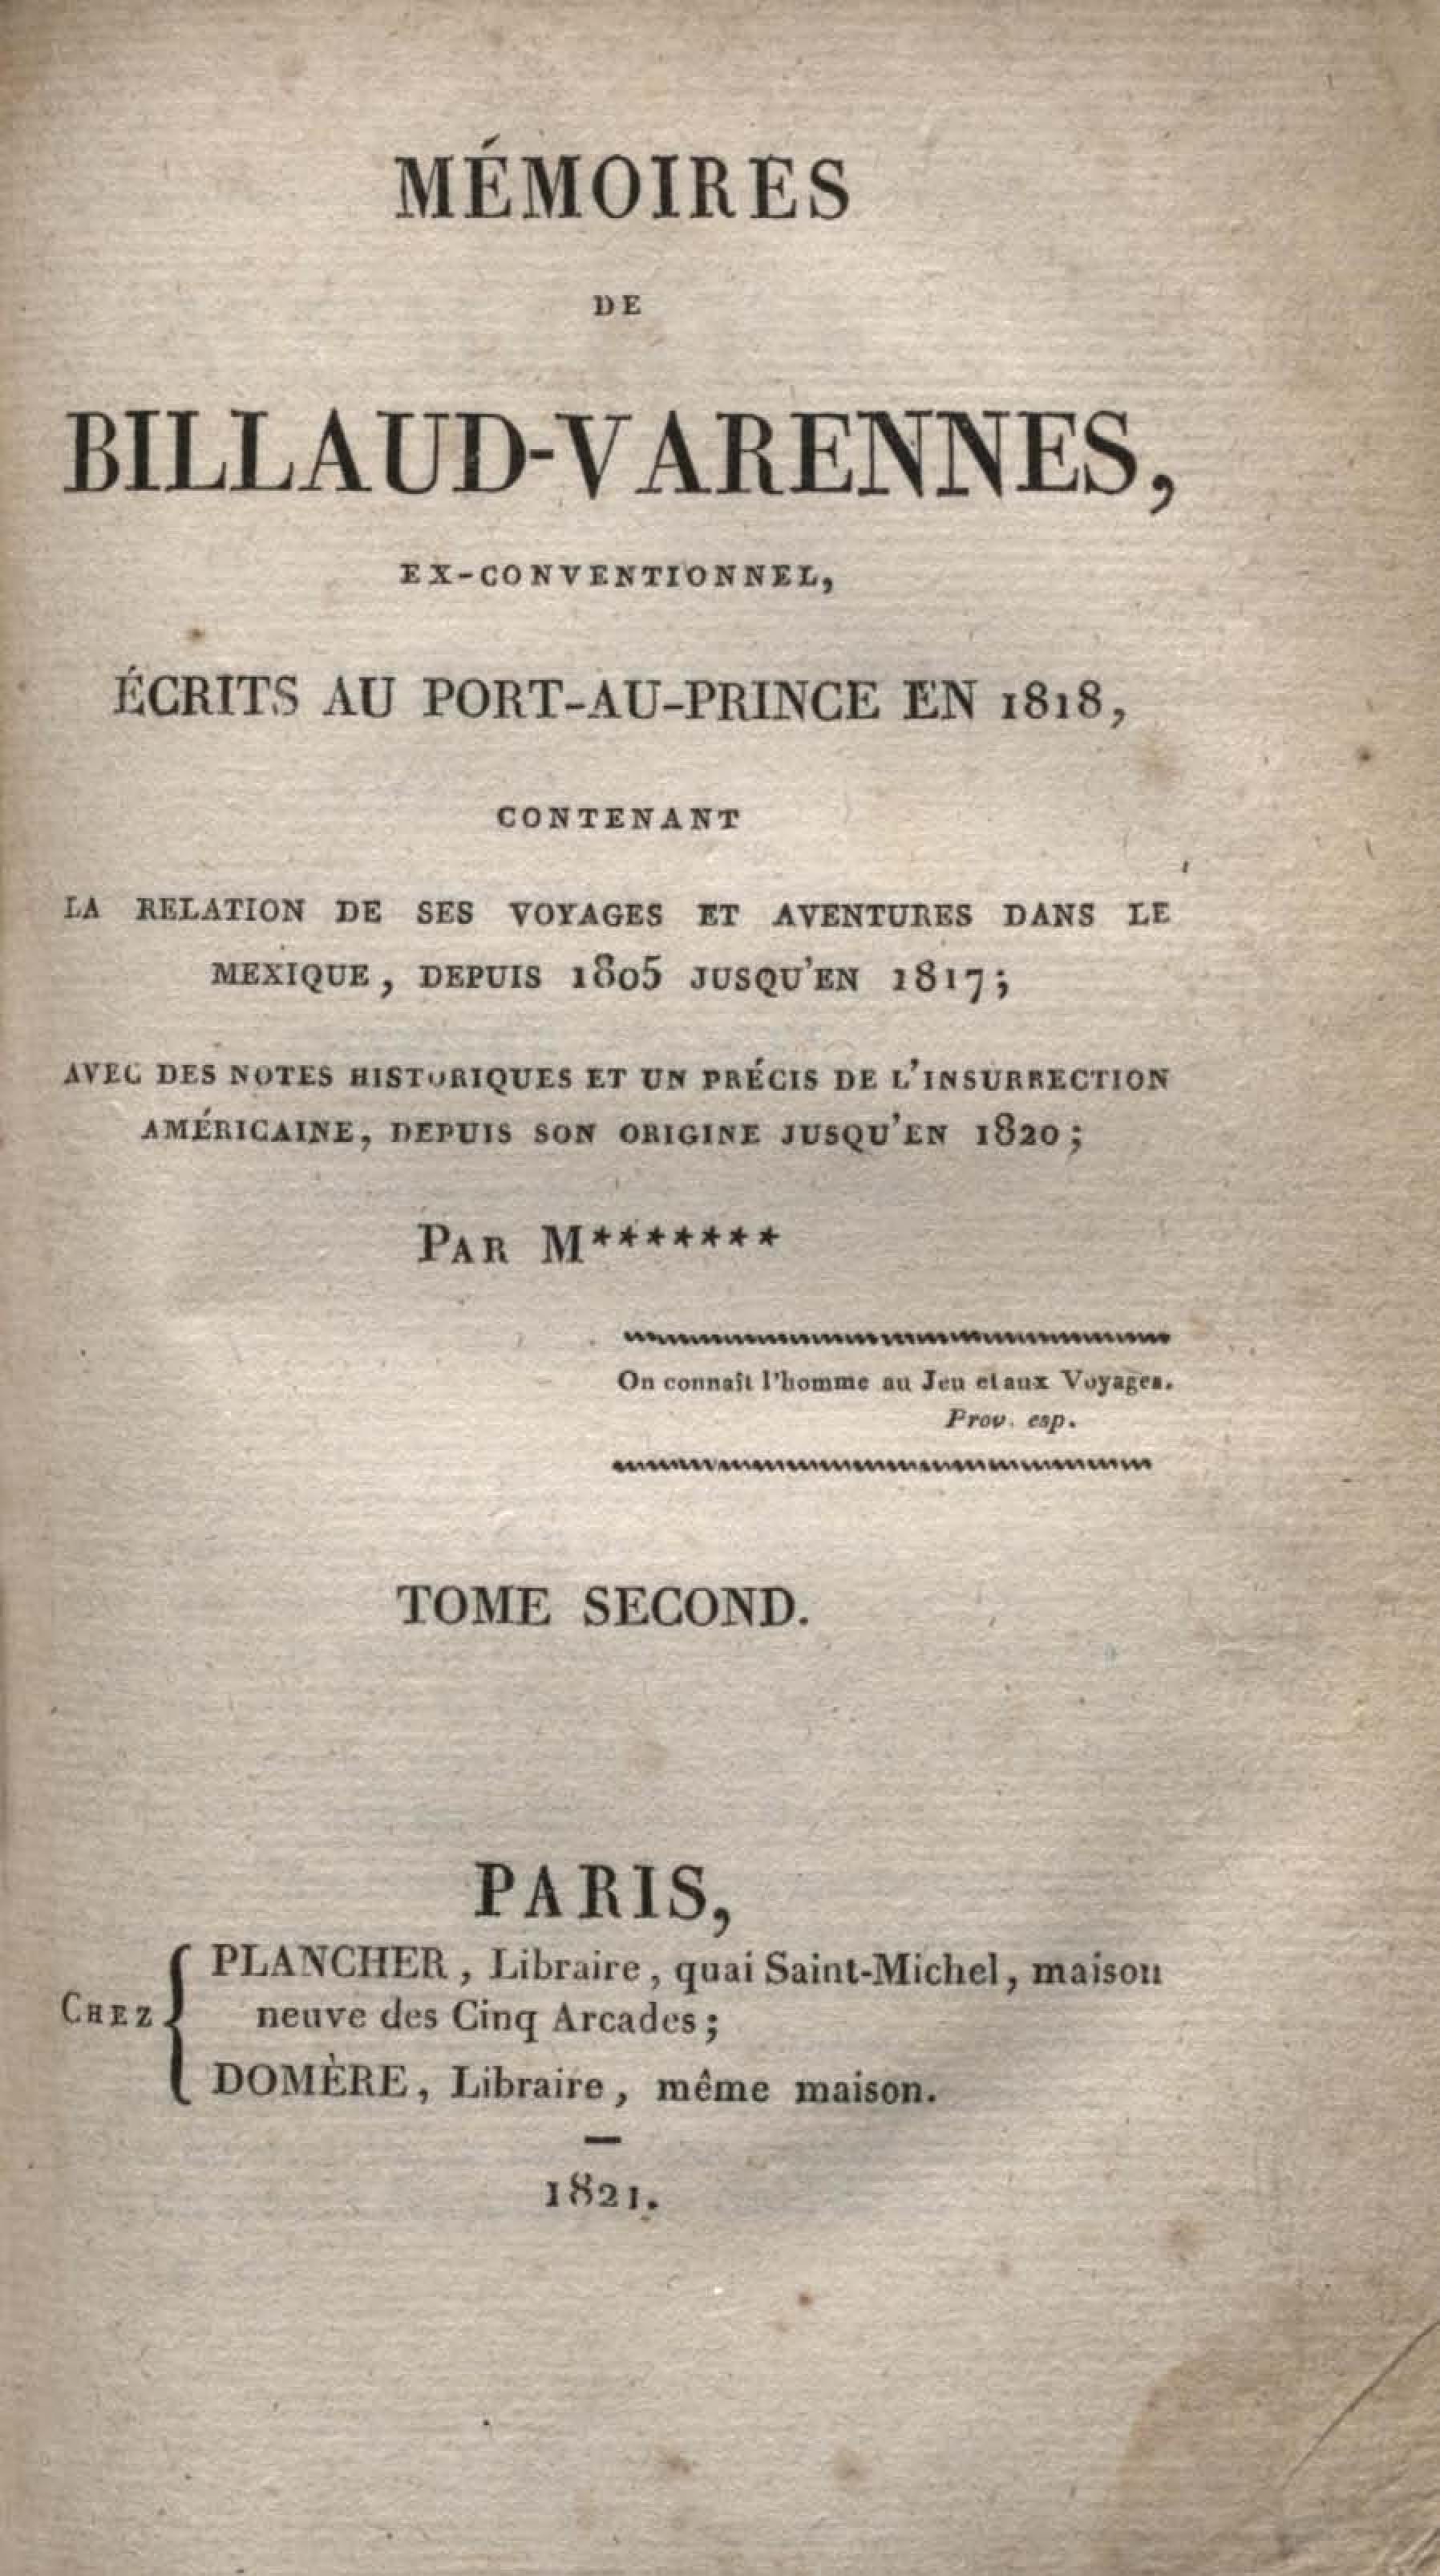 MÉMOIRES
DE
BILLAUD-VARENNES,
EX-CONVENTIONNEL,
ÉCRITS AU PORT-AU-PRINCE EN 1818,
CONTENANT
LA RELATION DE SES VOYAGES ET AVENTURES DANS LE
MEXIQUE, DEPUIS 1805 JUSQU'EN 1817;
AVEC DES NOTES HISTORIQUES ET UN PRÉCIS DE L'INSURRECTION
AMÉRICAINE, DEPUIS SON ORIGINE JUSQU'EN 1820;
PAR M*******
On connaît l'homme au Jeu et aux Voyages.
Prov. esp.
TOME SECOND.
PARIS,
CHEZ
PLANCHER, Libraire, quai Saint-Michel, maison
neuve des Cinq Arcades;
DOMÈRE, Libraire, même maison.
1821.